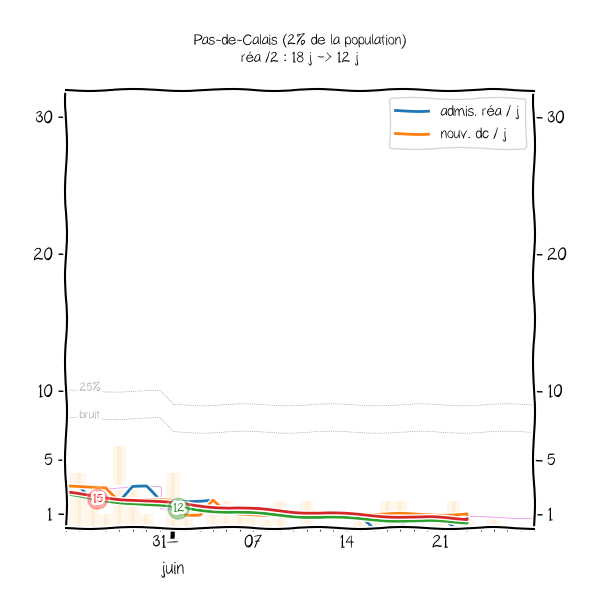 Pas-de-Calais (2% de la population)
réa /2 : 18 j -> 12 j
admis. réa / j
nouv. dc / j
30 30
20 20
10 10
25%
bruit
5 5
15
12
1 1
31 07 14 21
juin